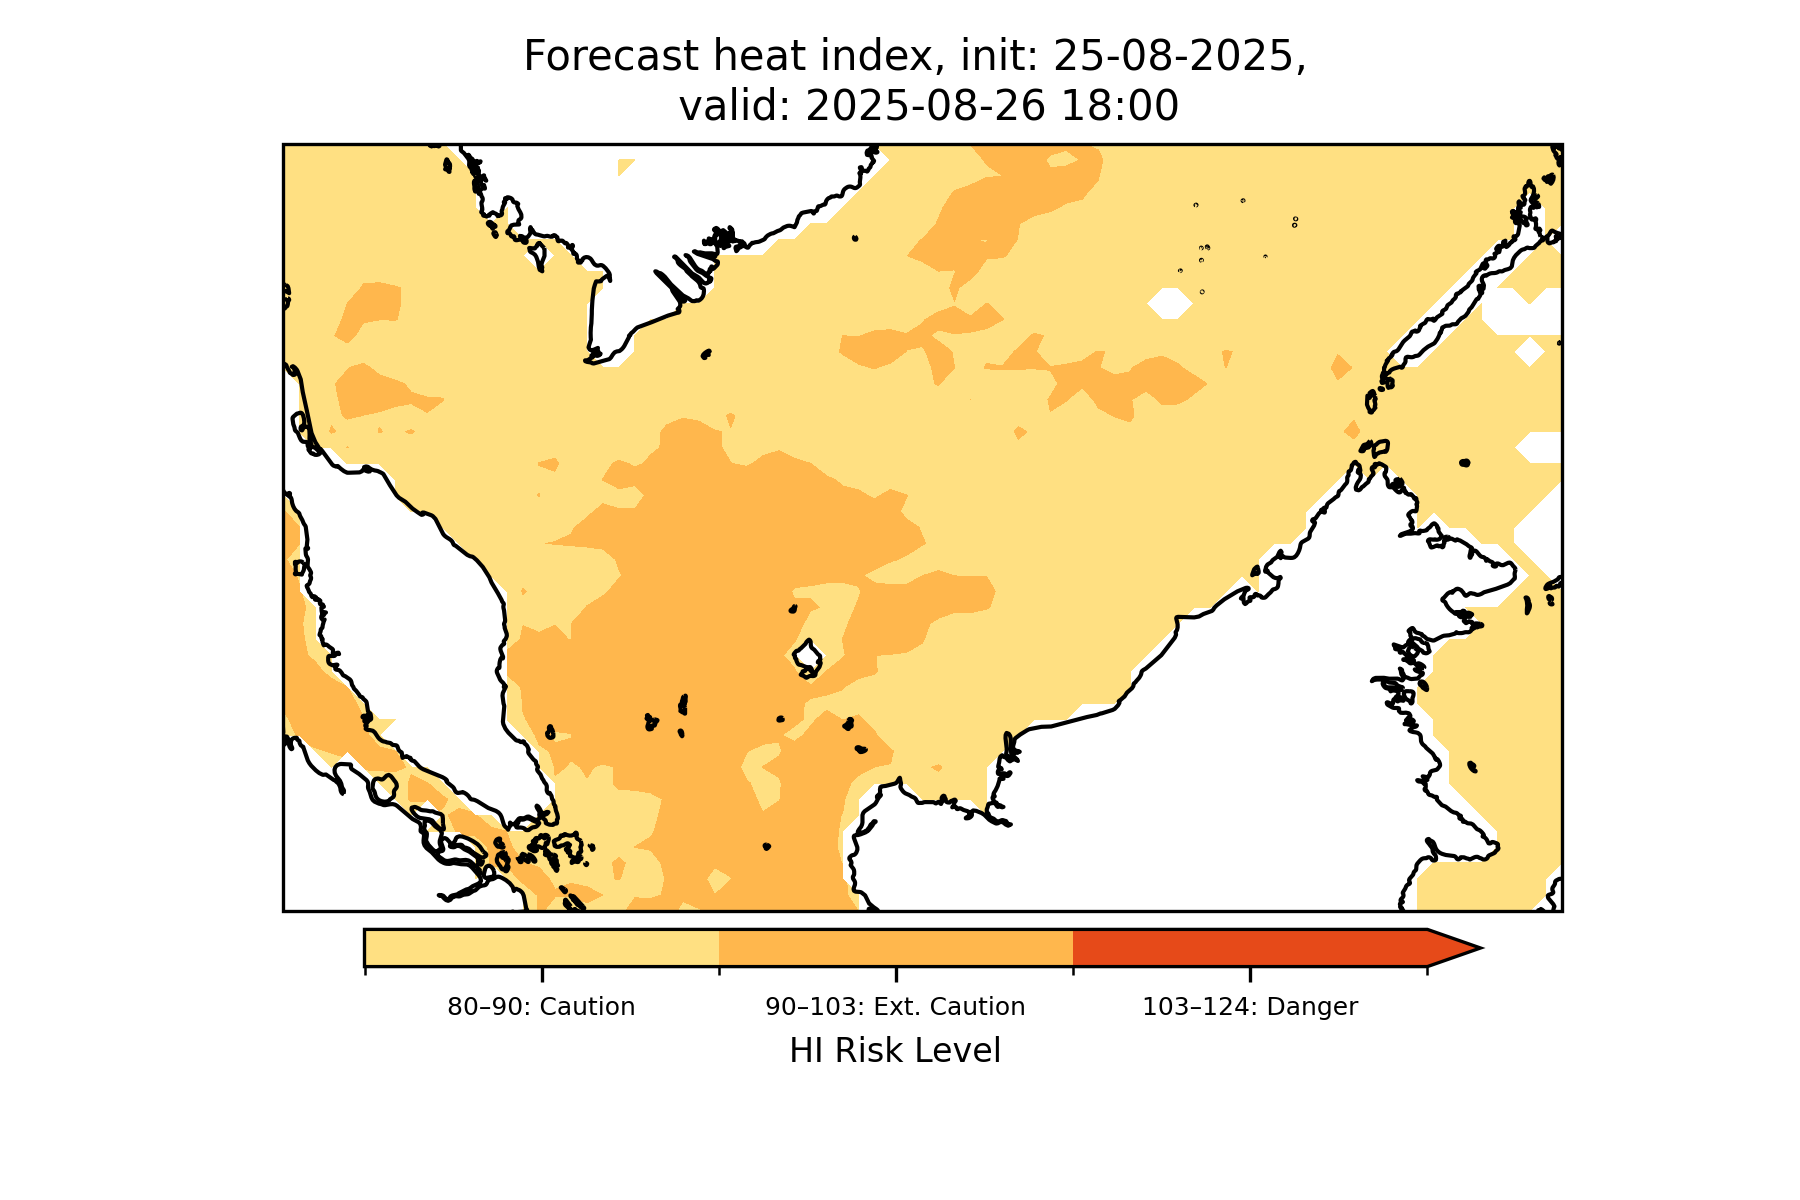 Forecast heat index, init: 25-08-2025,
valid: 2025-08-26 18:00
80–90: Caution
90–103: Ext. Caution
103–124: Danger
HI Risk Level